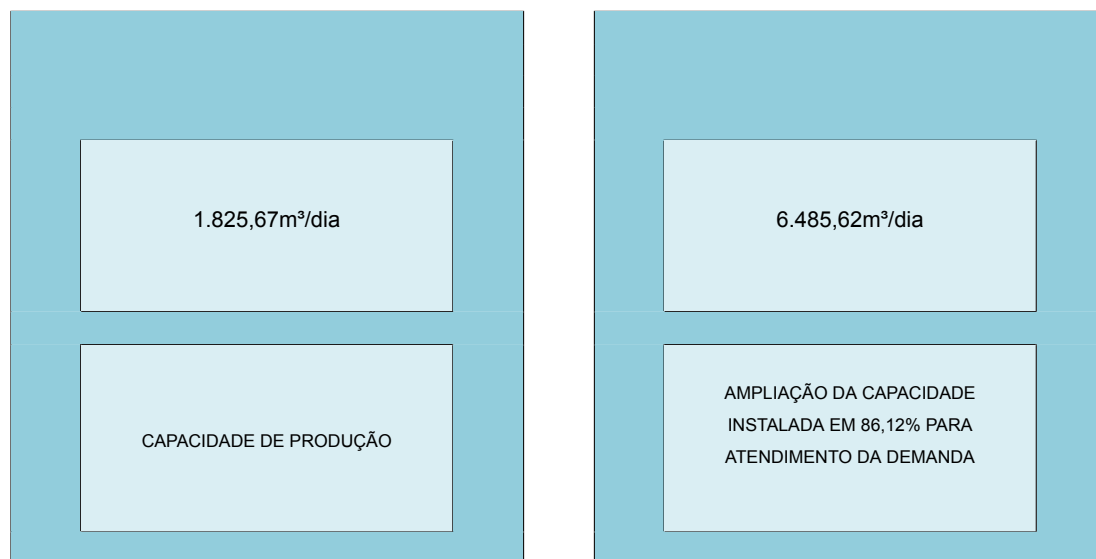 1.825,67m³/dia
CAPACIDADE DE PRODUÇÃO
6.485,62m³/dia
AMPLIAÇÃO DA CAPACIDADE
INSTALADA EM 86,12% PARA
ATENDIMENTO DA DEMANDA